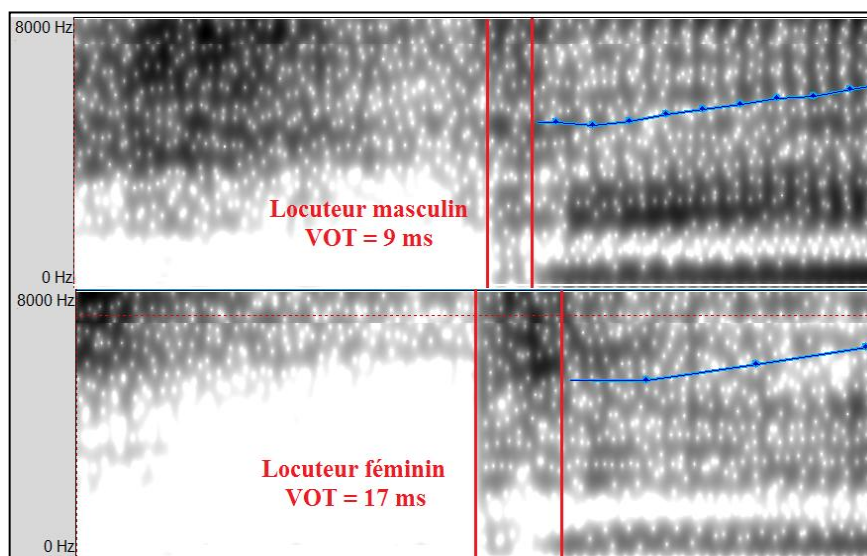 8000 Hz
Locuteur masculin
VOT = 9 ms
0 Hz
8000 Hz
Locuteur féminin
VOT = 17 ms
0 Hz